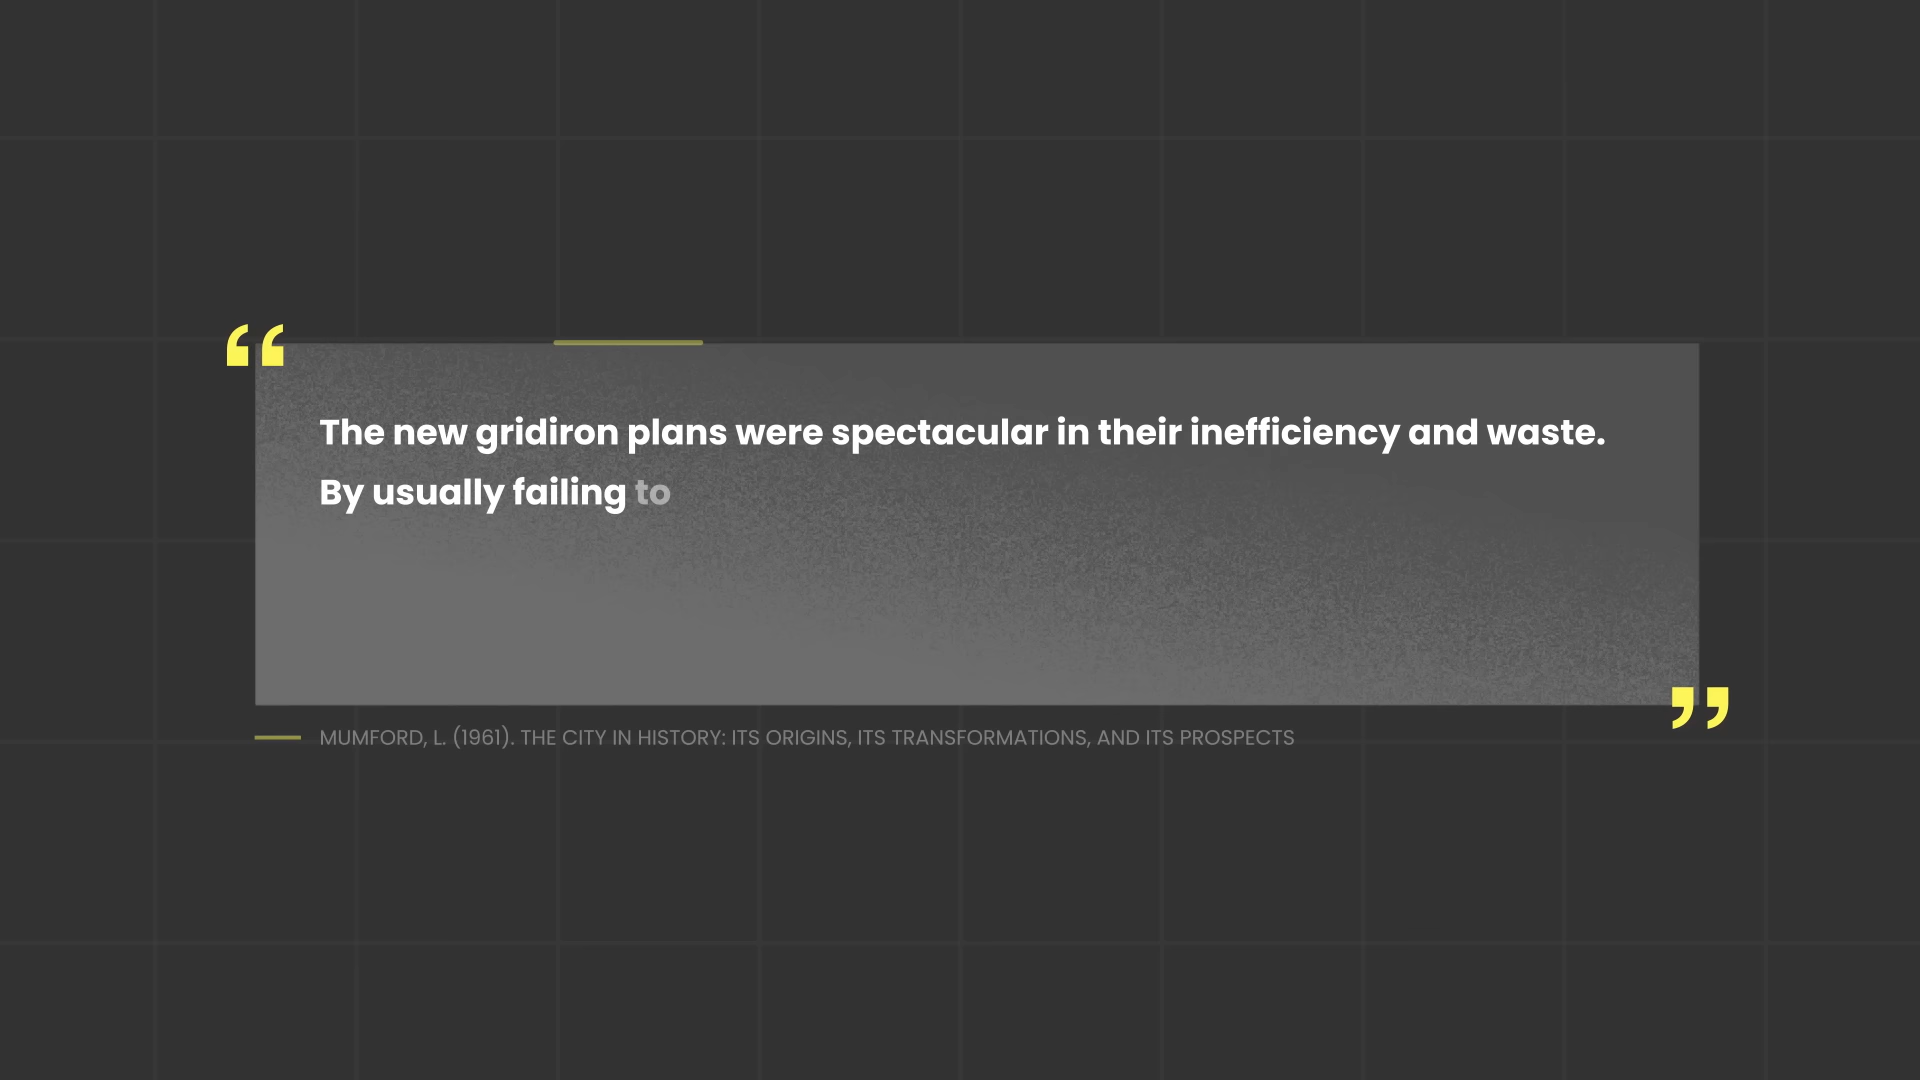 “
The new gridiron plans were spectacular in their inefficiency and waste.
By usually failing to
”
MUMFORD, L. (1961). THE CITY IN HISTORY: ITS ORIGINS, ITS TRANSFORMATIONS, AND ITS PROSPECTS